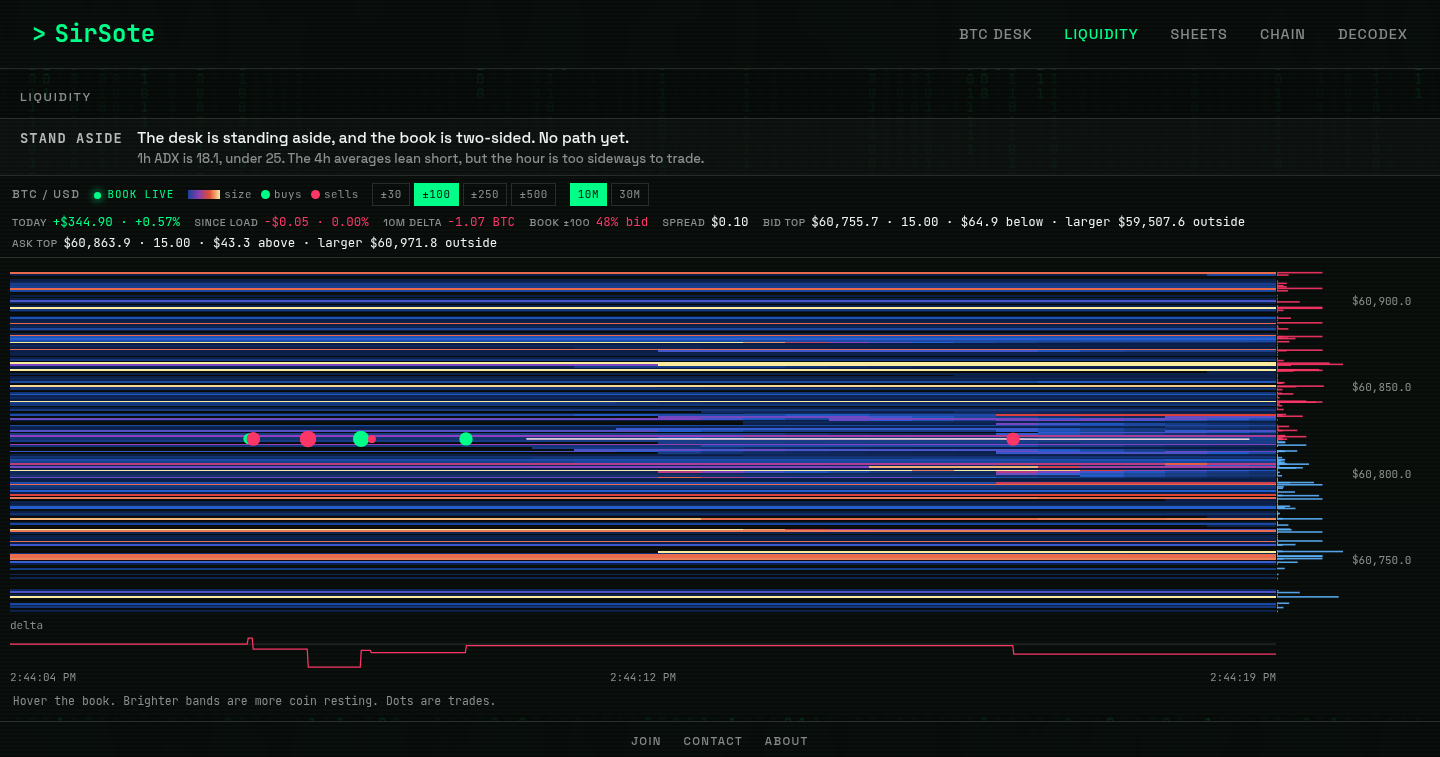 > SirSote
BTC DESK LIQUIDITY SHEETS CHAIN DECODEX
LIQUIDITY
STAND ASIDE The desk is standing aside, and the book is two-sided. No path yet.
1h ADX is 18.1, under 25. The 4h averages lean short, but the hour is too sideways to trade.
BTC / USD BOOK LIVE size buys sells ±30 ±100 ±250 ±500 10M 30M
TODAY +$344.90 · +0.57% SINCE LOAD -$0.05 · 0.00% 10M DELTA -1.07 BTC BOOK ±100 48% bid SPREAD $0.10 BID TOP $60,755.7 · 15.00 · $64.9 below · larger $59,507.6 outside
ASK TOP $60,863.9 · 15.00 · $43.3 above · larger $60,971.8 outside
$60,900.0
$60,850.0
$60,800.0
$60,750.0
delta
2:44:04 PM 2:44:12 PM 2:44:19 PM
Hover the book. Brighter bands are more coin resting. Dots are trades.
JOIN CONTACT ABOUT